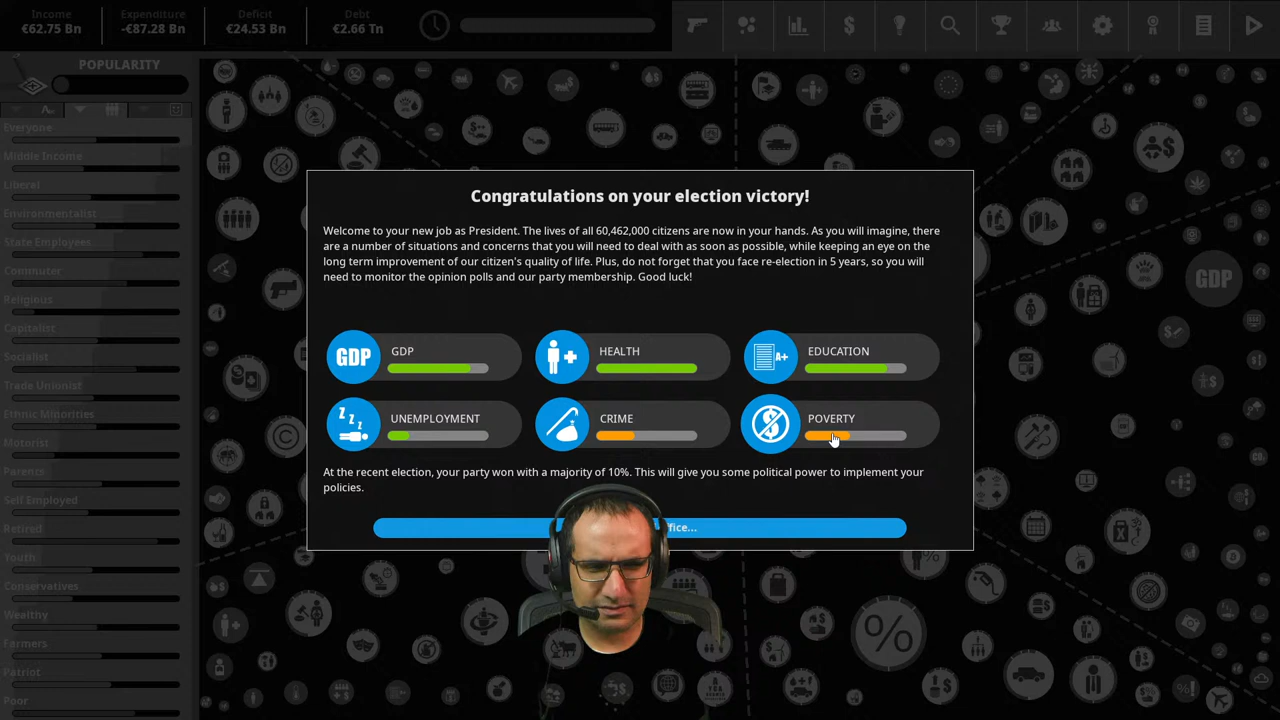 Income
Expenditure
Deficit
Debt
€62.75 Bn
-€87.28 Bn
€24.53 Bn
€2.66 Tn
POPULARITY
Everyone
Middle Income
Liberal
Environmentalist
State Employees
Commuter
Religious
Capitalist
Socialist
Trade Unionist
Ethnic Minorities
Motorist
Parents
Self Employed
Retired
Youth
Conservatives
Wealthy
Farmers
Patriot
Poor
Congratulations on your election victory!
Welcome to your new job as President. The lives of all 60,462,000 citizens are now in your hands. As you will imagine, there
are a number of situations and concerns that you will need to deal with as soon as possible, while keeping an eye on the
long term improvement of our citizen's quality of life. Plus, do not forget that you face re-election in 5 years, so you will
need to monitor the opinion polls and our party membership. Good luck!
GDP
GDP
HEALTH
A+
EDUCATION
UNEMPLOYMENT
CRIME
POVERTY
At the recent election, your party won with a majority of 10%. This will give you some political power to implement your
policies.
GDP